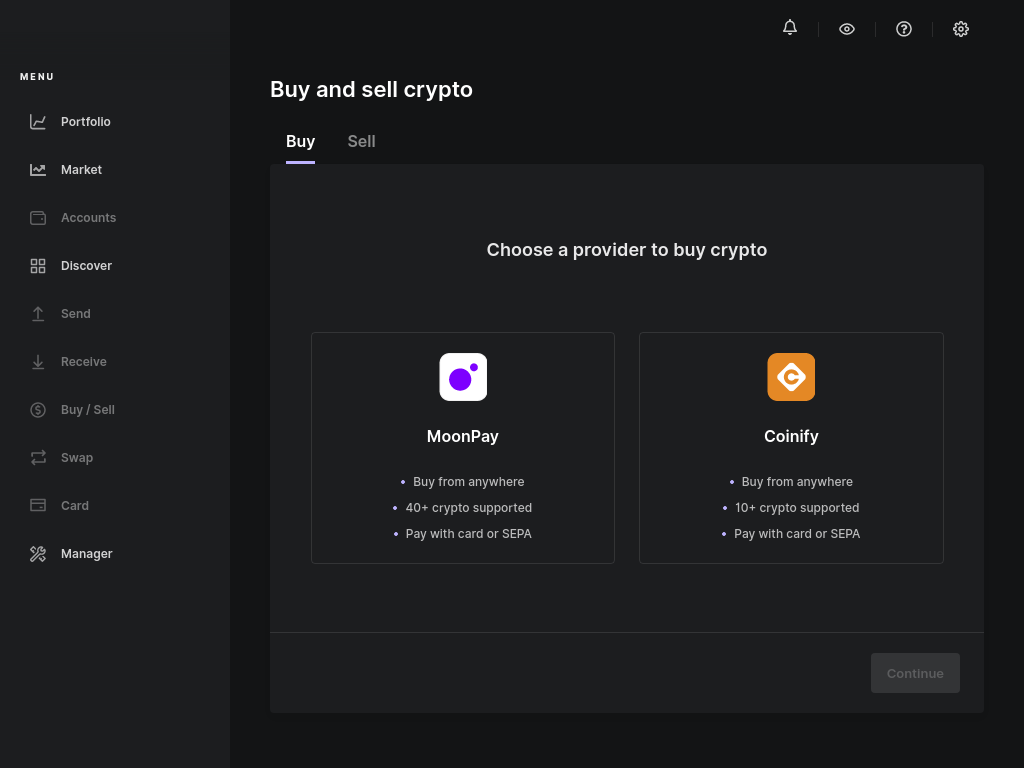 MENU
Portfolio
Market
Accounts
Discover
Send
Receive
Buy / Sell
Swap
Card
Manager
Buy and sell crypto
Buy
Sell
Choose a provider to buy crypto
MoonPay
• Buy from anywhere
• 40+ crypto supported
• Pay with card or SEPA
Coinify
• Buy from anywhere
• 10+ crypto supported
• Pay with card or SEPA
Continue